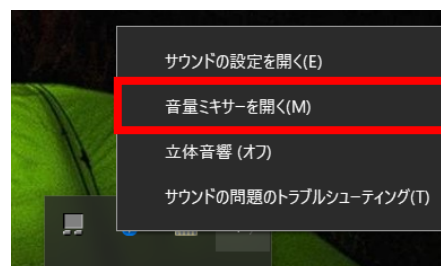 サウンドの設定を開く(E)
音量ミキサーを開く(M)
立体音響 (オフ)
サウンドの問題のトラブルシューティング(T)